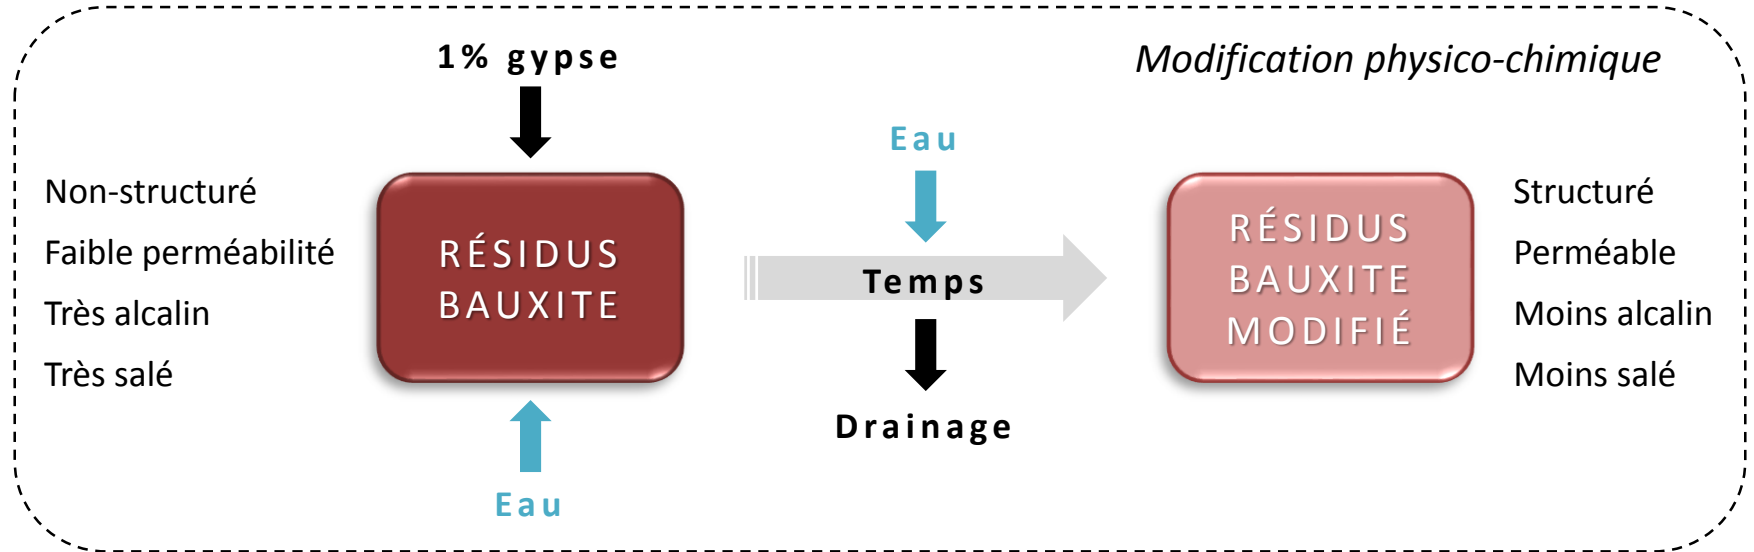 1% gypse
Modification physico-chimique
Non-structuré
Faible perméabilité
Très alcalin
Très salé
RÉSIDUS
BAUXITE
Eau
Eau
Temps
Drainage
RÉSIDUS
BAUXITE
MODIFIÉ
Structuré
Perméable
Moins alcalin
Moins salé